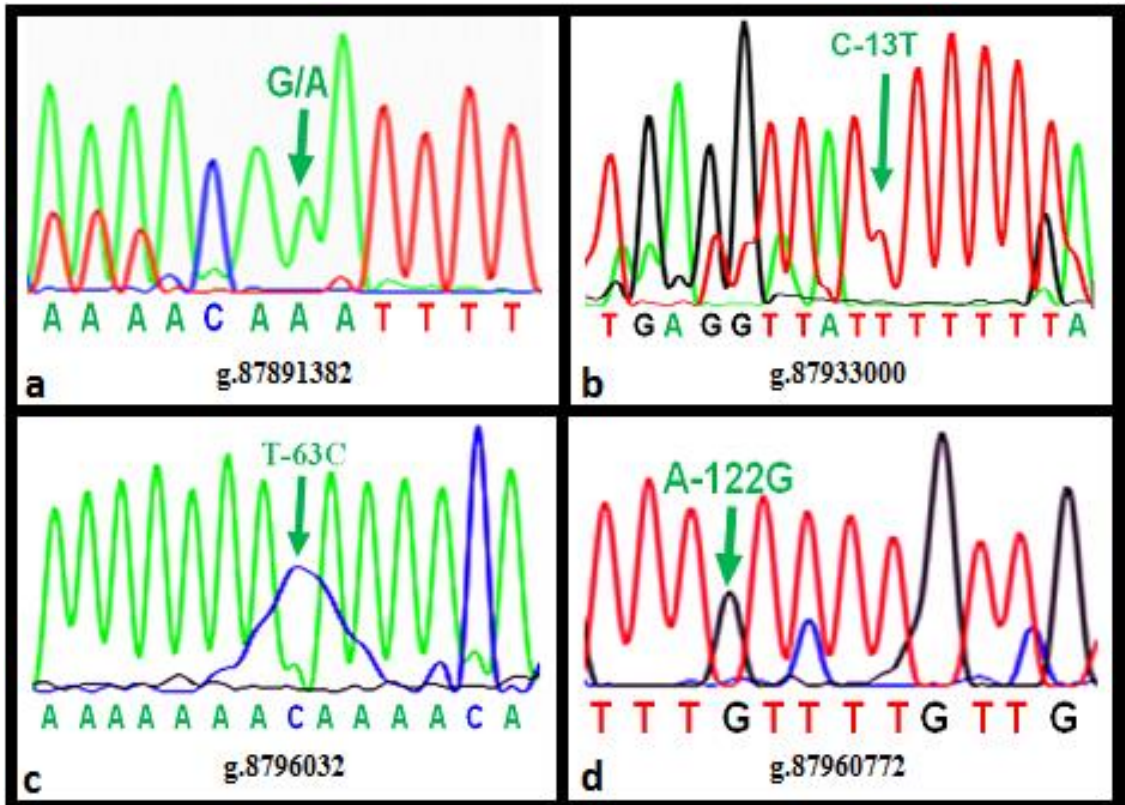 G/A
A A A A C A A A T T T T
g.87891382
a
C-13T
T G A G G T T A T T T T T T T A
g.87933000
b
T-63C
A A A A A A A C A A A A C A
g.8796032
c
A-122G
T T T G T T T T G T T G
g.87960772
d